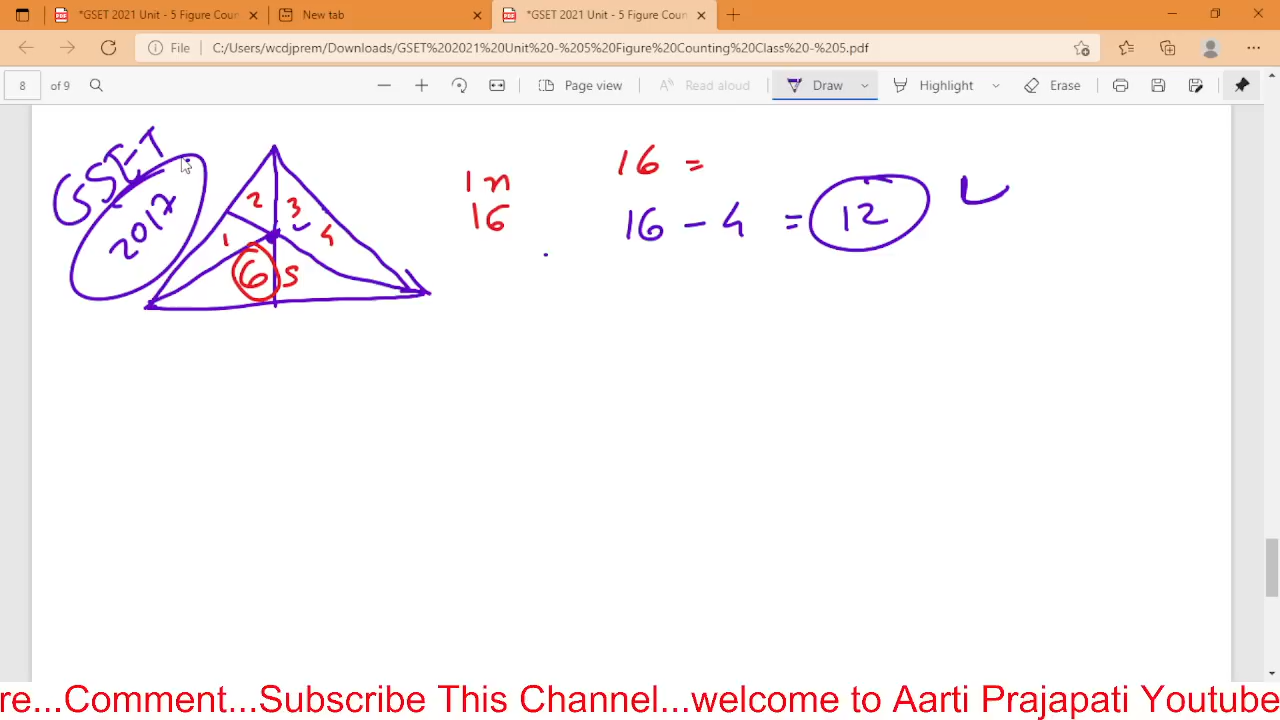 *GSET 2021 Unit - 5 Figure Coun
New tab
*GSET 2021 Unit - 5 Figure Coun
File
C:/Users/wcdjprem/Downloads/GSET%202021%20Unit%20-%205%20Figure%20Counting%20Class%20-%205.pdf
8 of 9
Page view
Read aloud
Draw
Highlight
Erase
GSET
2017
2 3
1 4
6 5
16
16 =
16 - 4 = 12
re...Comment...Subscribe This Channel...welcome to Aarti Prajapati Youtube